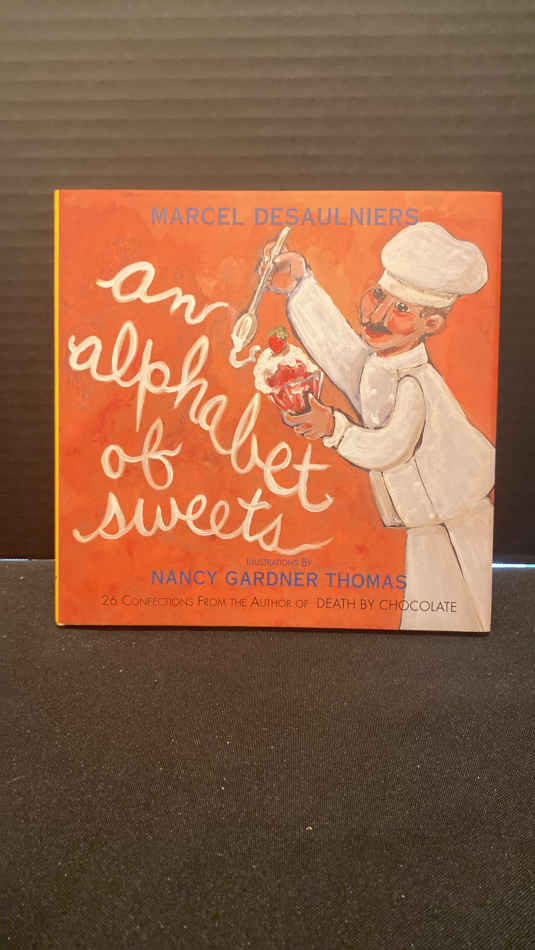 MARCEL DESAULNIERS
an
alphabet
of
sweets
ILLUSTRATIONS BY
NANCY GARDNER THOMAS
26 CONFECTIONS FROM THE AUTHOR OF DEATH BY CHOCOLATE